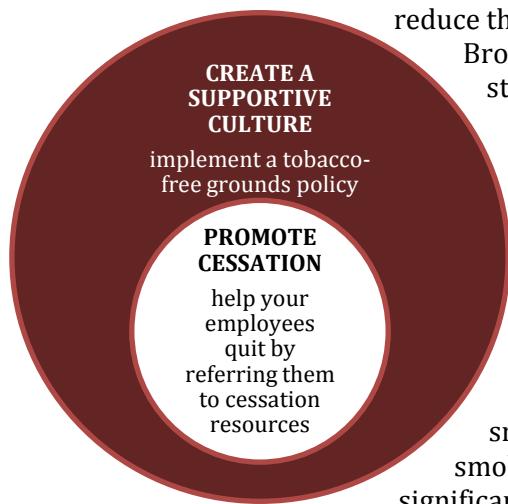 reduce
CREATE A
SUPPORTIVE
CULTURE
implement a tobacco-
free grounds policy
PROMOTE
CESSATION
help your
employees
quit by
referring them
to cessation
resources